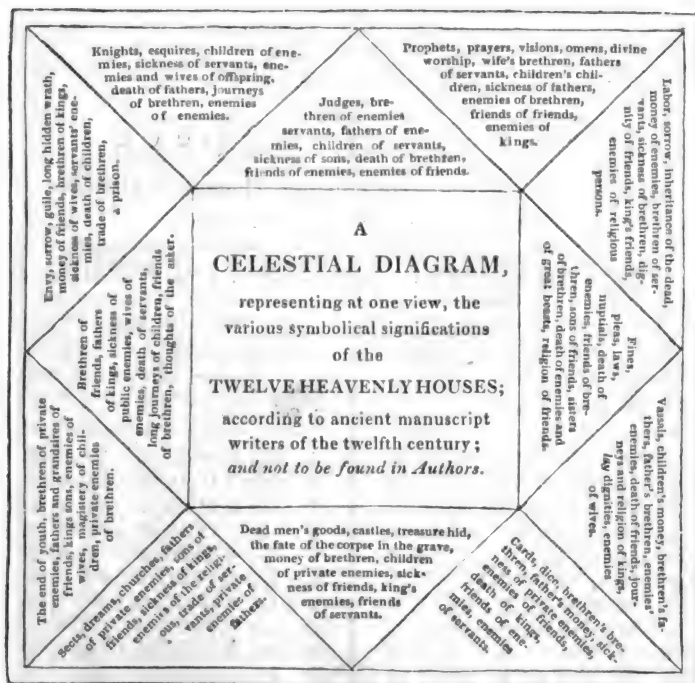 Knights, esquires, children of ene-
mies, sickness of servants, ene-
mies and wives of offspring,
death of fathers, journeys
of brethren, enemies
of enemies.
Judges, bre-
thren of enemies
servants, fathers of ene-
mies, children of servants,
sickness of sons, death of brethren,
friends of enemies, enemies of friends.
Prophets, prayers, visions, omens, divine
worship, wife's brethren, fathers
of servants, children's chil-
dren, sickness of fathers,
enemies of brethren,
friends of friends,
enemies of
kings.
Envy, sorrow, guile, long hidden wrath,
money of friends, brethren of kings,
sickness of wives, servants' ene-
mies, death of children,
trade of brethren,
a prison.
Labor, sorrow, inheritance of the dead,
money of enemies, brethren of ser-
vants, sickness of brethren, dig-
nity of friends, king's friends,
enemies of religious
persons.
Brethren of
friends, fathers
of kings, sickness of
public enemies, wives of
enemies, death of servants,
long journeys of children, friends
of brethren, thoughts of the asker.
A
CELESTIAL DIAGRAM,
representing at one view, the
various symbolical significations
of the
TWELVE HEAVENLY HOUSES;
according to ancient manuscript
writers of the twelfth century;
and not to be found in Authors.
Fines,
pleas, laws,
nuptials, death of
enemies, friends of bre-
thren, sons of friends, sisters
of brethren, death of enemies and
of great beasts, religion of friends.
The end of youth, brethren of private
enemies, fathers and grandsires of
friends, kings sons, enemies of
wives, magistery of chil-
dren, private enemies
of brethren.
Vassals, children's money, brethren's fa-
thers, father's brethren, enemies'
enemies, death of friends, jour-
neys and religion of kings,
lay dignities, enemies
of wives.
Sects, dreams, churches, fathers
of private enemies, sons of
friends, sickness of kings,
enemies of the religi-
ous, trade of ser-
vants, private
enemies of
fathers.
Dead men's goods, castles, treasure hid,
the fate of the corpse in the grave,
money of brethren, children
of private enemies, sick-
ness of friends, king's
enemies, friends
of servants.
Cards, dice, brethren's bre-
thren, father's money, sick-
ness of private enemies,
enemies of friends,
death of kings,
friends of ene-
mies, enemies
of servants.